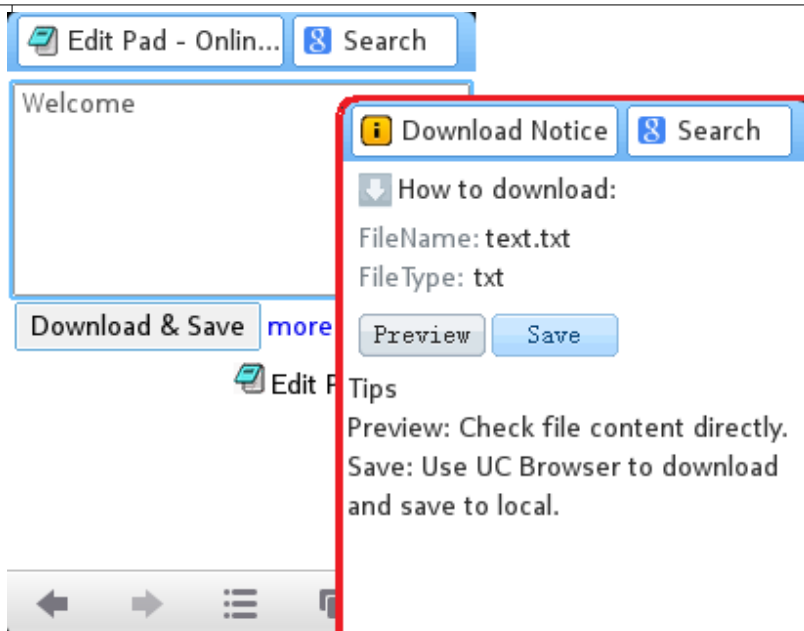 Edit Pad - Onlin...
8 Search
Welcome
Download & Save more
Edit
Download Notice
8 Search
How to download:
FileName: text.txt
FileType: txt
Preview Save
Tips
Preview: Check file content directly.
Save: Use UC Browser to download
and save to local.